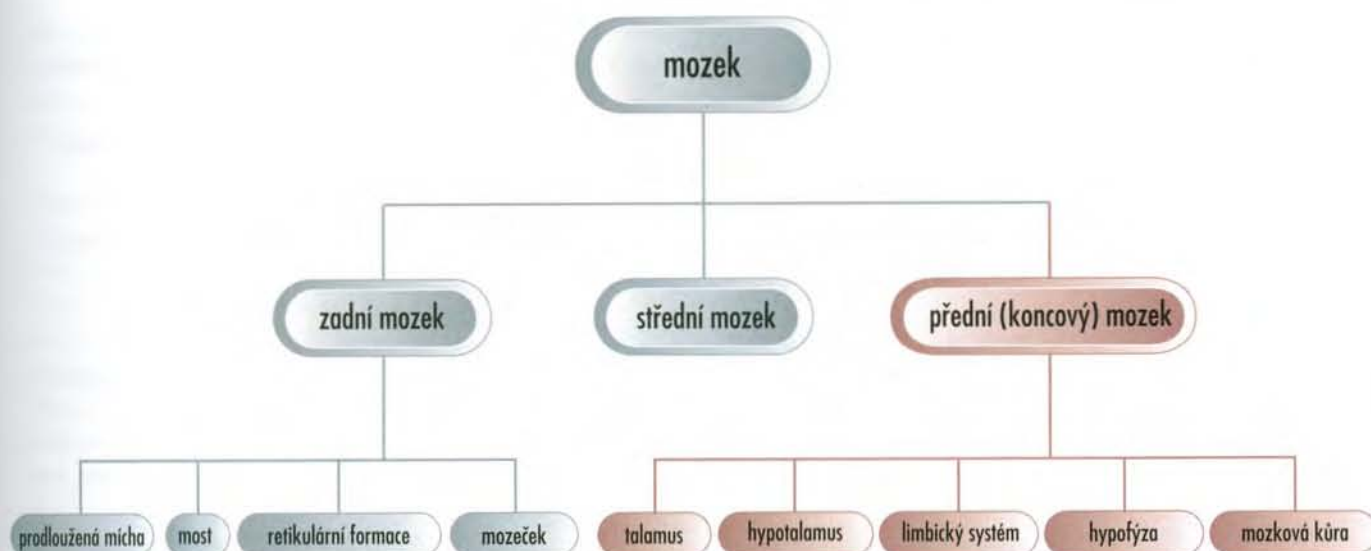 mozek
zadní mozek
střední mozek
přední (koncový) mozek
prodloužená mícha
most
retikulární formace
mozeček
talamus
hypotalamus
limbický systém
hypofýza
mozková kůra